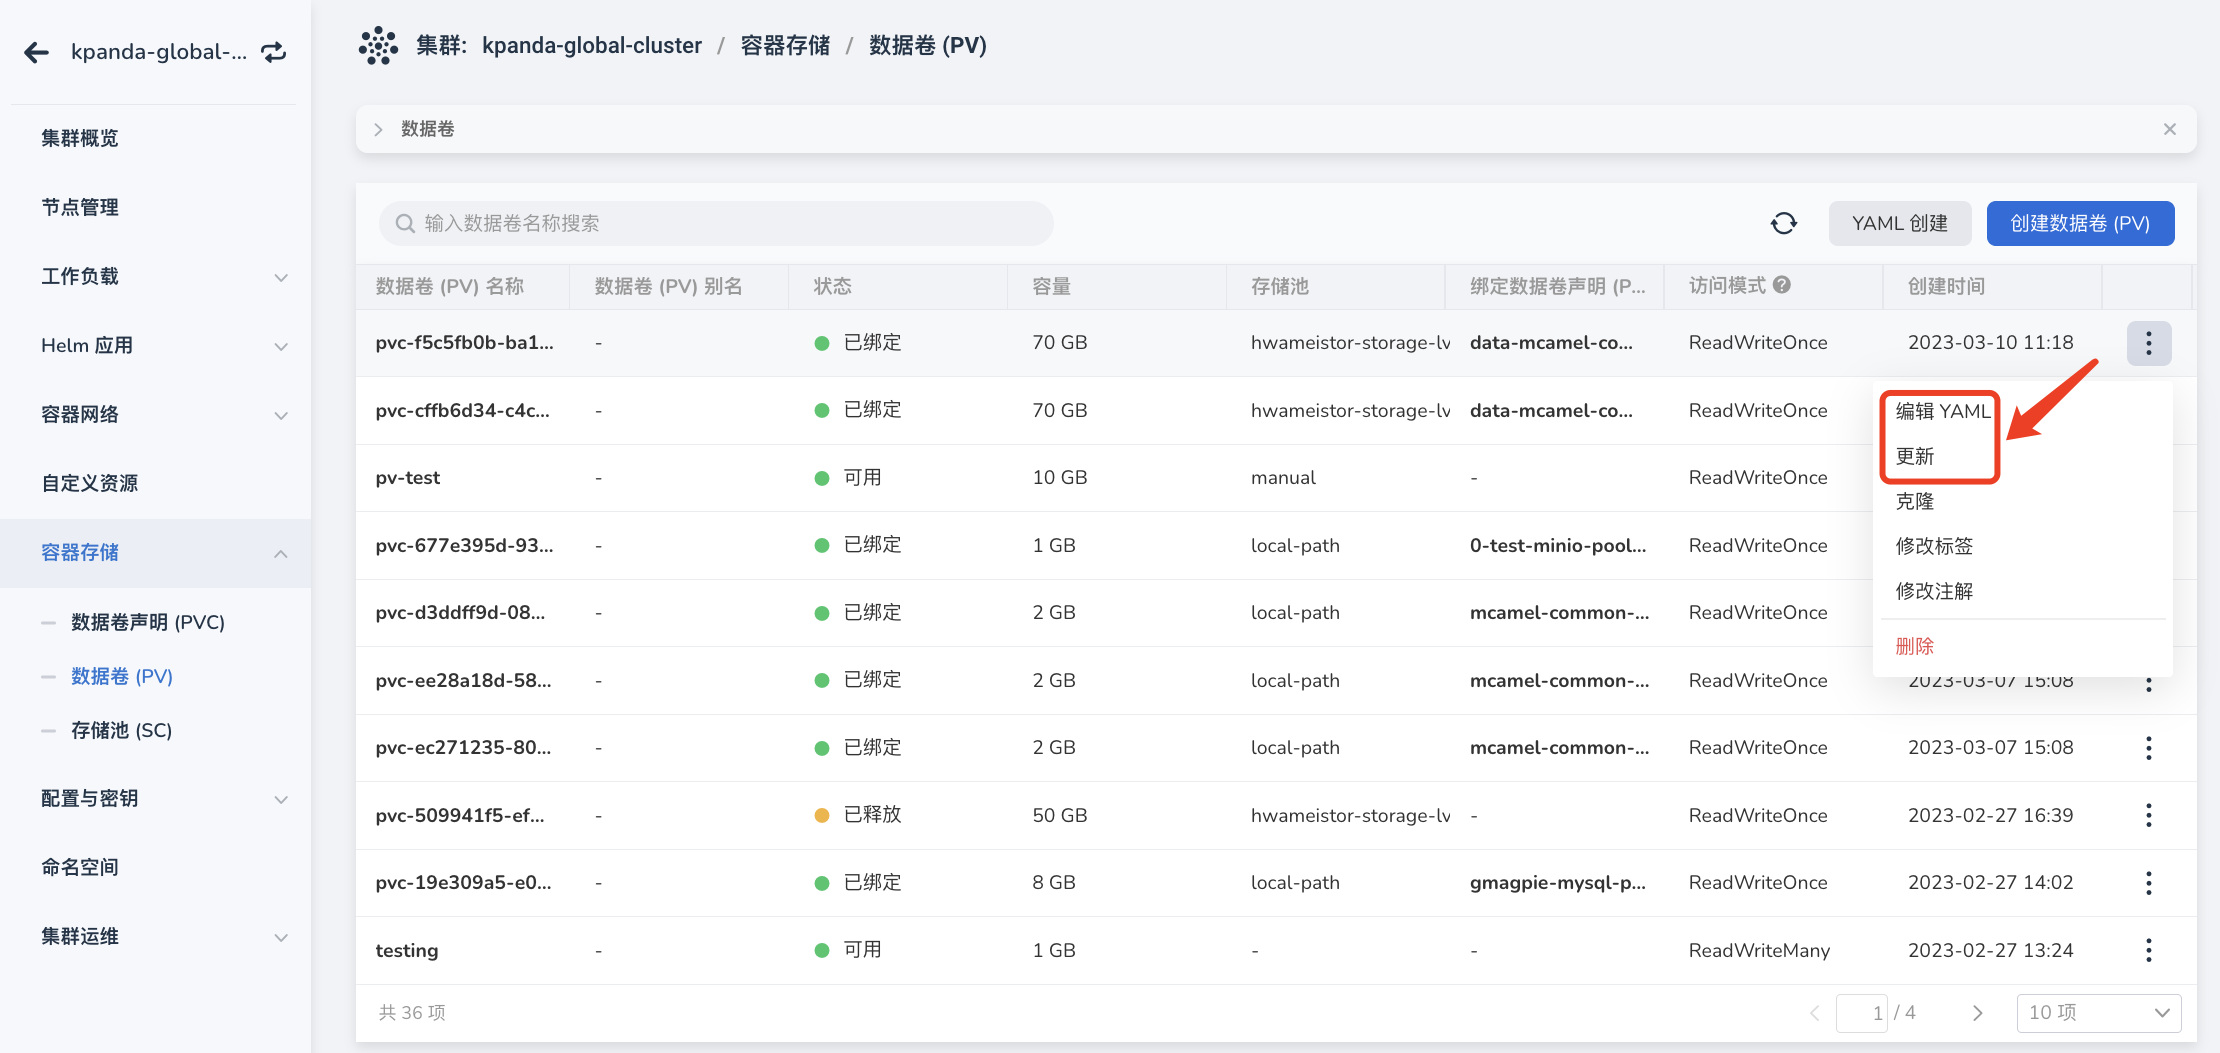 kpanda-global-...
集群概览
节点管理
工作负载
Helm 应用
容器网络
自定义资源
容器存储
数据卷声明 (PVC)
数据卷 (PV)
存储池 (SC)
配置与密钥
命名空间
集群运维
集群: kpanda-global-cluster / 容器存储 / 数据卷 (PV)
数据卷
输入数据卷名称搜索
YAML 创建
创建数据卷 (PV)
数据卷 (PV) 名称 数据卷 (PV) 别名 状态 容量 存储池 绑定数据卷声明 (P... 访问模式 创建时间
pvc-f5c5fb0b-ba1... - 已绑定 70 GB hwameistor-storage-lv data-mcamel-co... ReadWriteOnce 2023-03-10 11:18
pvc-cffb6d34-c4c... - 已绑定 70 GB hwameistor-storage-lv data-mcamel-co... ReadWriteOnce
pv-test - 可用 10 GB manual - ReadWriteOnce
pvc-677e395d-93... - 已绑定 1 GB local-path 0-test-minio-pool... ReadWriteOnce
pvc-d3ddff9d-08... - 已绑定 2 GB local-path mcamel-common-... ReadWriteOnce
pvc-ee28a18d-58... - 已绑定 2 GB local-path mcamel-common-... ReadWriteOnce 2023-03-07 15:08
pvc-ec271235-80... - 已绑定 2 GB local-path mcamel-common-... ReadWriteOnce 2023-03-07 15:08
pvc-509941f5-ef... - 已释放 50 GB hwameistor-storage-lv - ReadWriteOnce 2023-02-27 16:39
pvc-19e309a5-e0... - 已绑定 8 GB local-path gmagpie-mysql-p... ReadWriteOnce 2023-02-27 14:02
testing - 可用 1 GB - - ReadWriteMany 2023-02-27 13:24
编辑 YAML
更新
克隆
修改标签
修改注解
删除
共 36 项
1 / 4
10 项